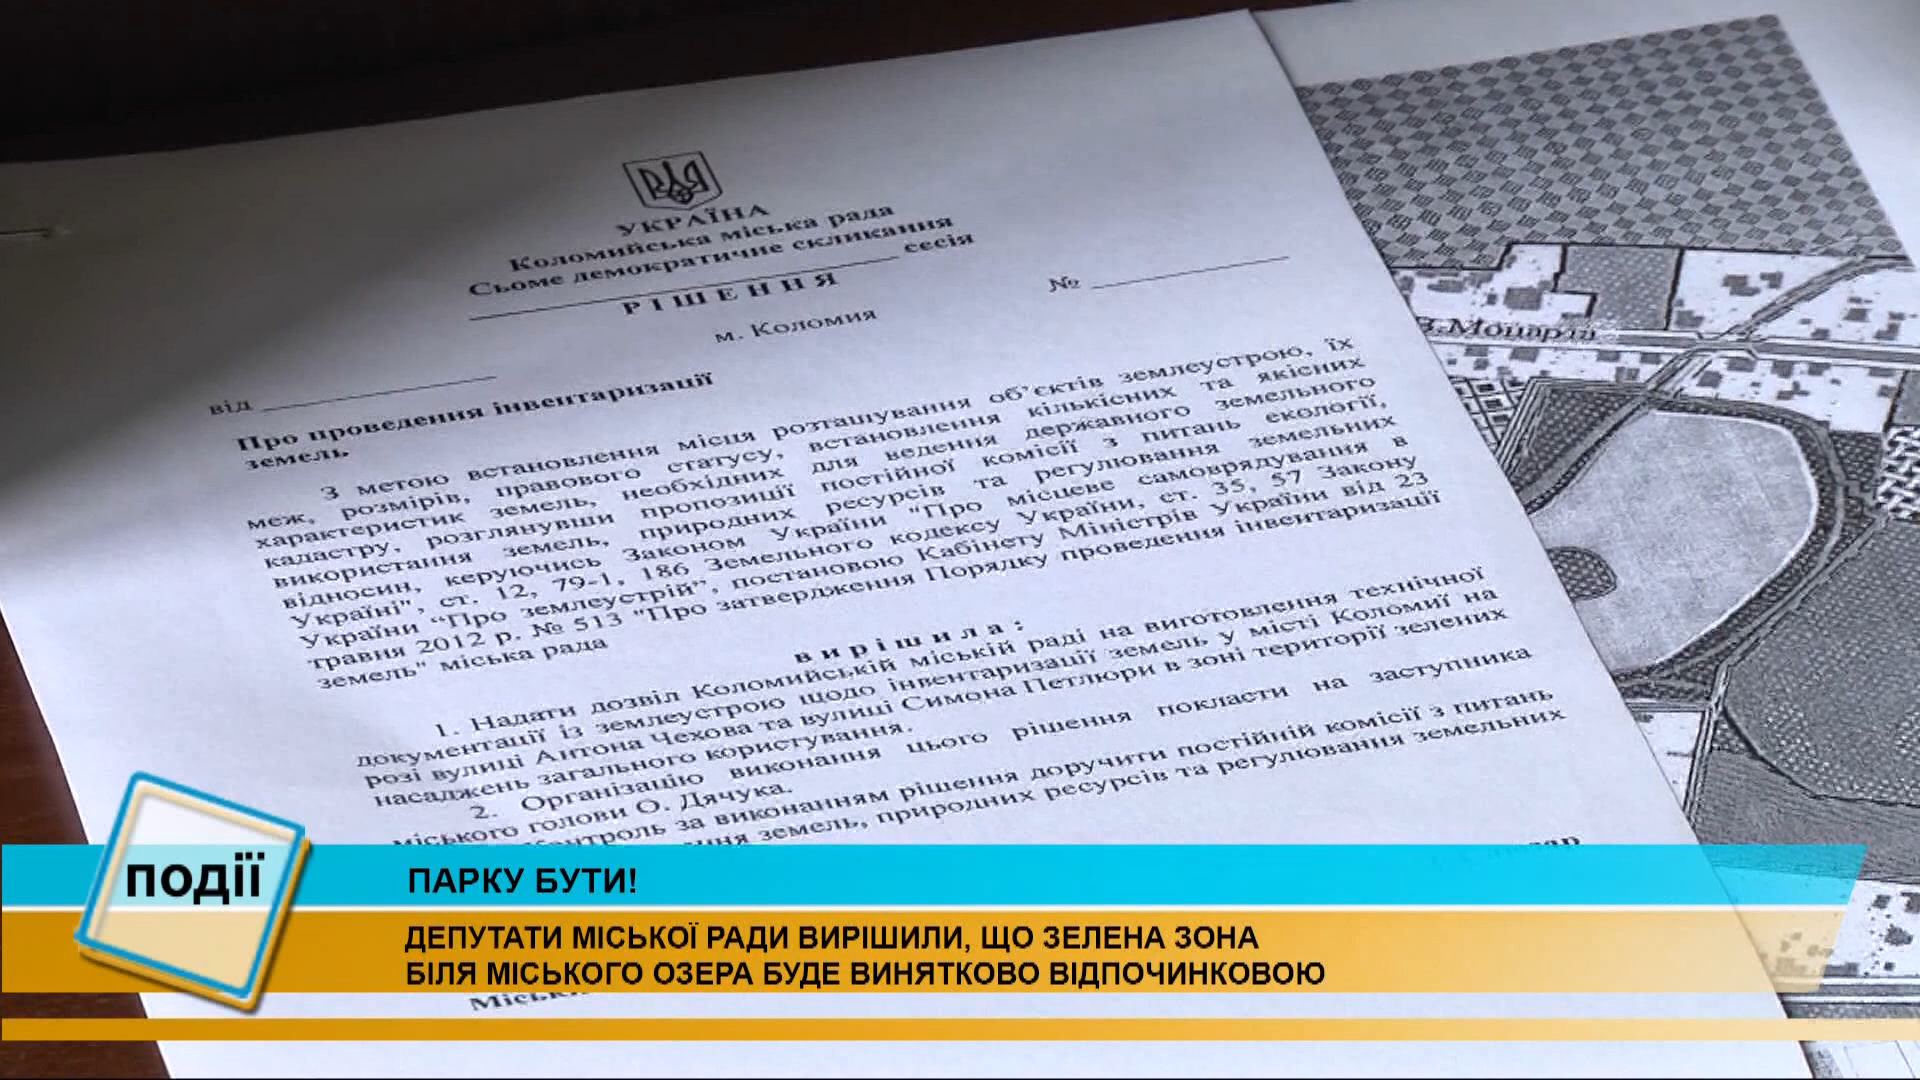 УКРАЇНА
Коломийська міська рада
Сьоме демократичне скликання
сесія
РІШЕННЯ
№
м. Коломия
від
Про проведення інвентаризації
земель
З метою встановлення місця розташування об’єктів землеустрою, їх
меж, розмірів, правового статусу, встановлення кількісних та якісних
характеристик земель, необхідних для ведення державного земельного
кадастру, розглянувши пропозиції постійної комісії з питань екології,
використання земель, природних ресурсів та регулювання земельних
відносин, керуючись Законом України "Про місцеве самоврядування в
Україні", ст. 12, 79-1, 186 Земельного кодексу України, ст. 35, 57 Закону
України “Про землеустрій”, постановою Кабінету Міністрів України від 23
травня 2012 р. № 513 "Про затвердження Порядку проведення інвентаризації
земель" міська рада
вирішила:
1. Надати дозвіл Коломийській міській раді на виготовлення технічної
документації із землеустрою щодо інвентаризації земель у місті Коломиї на
розі вулиці Антона Чехова та вулиці Симона Петлюри в зоні території зелених
насаджень загального користування.
2. Організацію виконання цього рішення покласти на заступника
міського голови О. Дячука.
Контроль за виконанням рішення доручити постійній комісії з питань
земель, природних ресурсів та регулювання земельних
В.Моцарта
події
ПАРКУ БУТИ!
ДЕПУТАТИ МІСЬКОЇ РАДИ ВИРІШИЛИ, ЩО ЗЕЛЕНА ЗОНА
БІЛЯ МІСЬКОГО ОЗЕРА БУДЕ ВИНЯТКОВО ВІДПОЧИНКОВОЮ